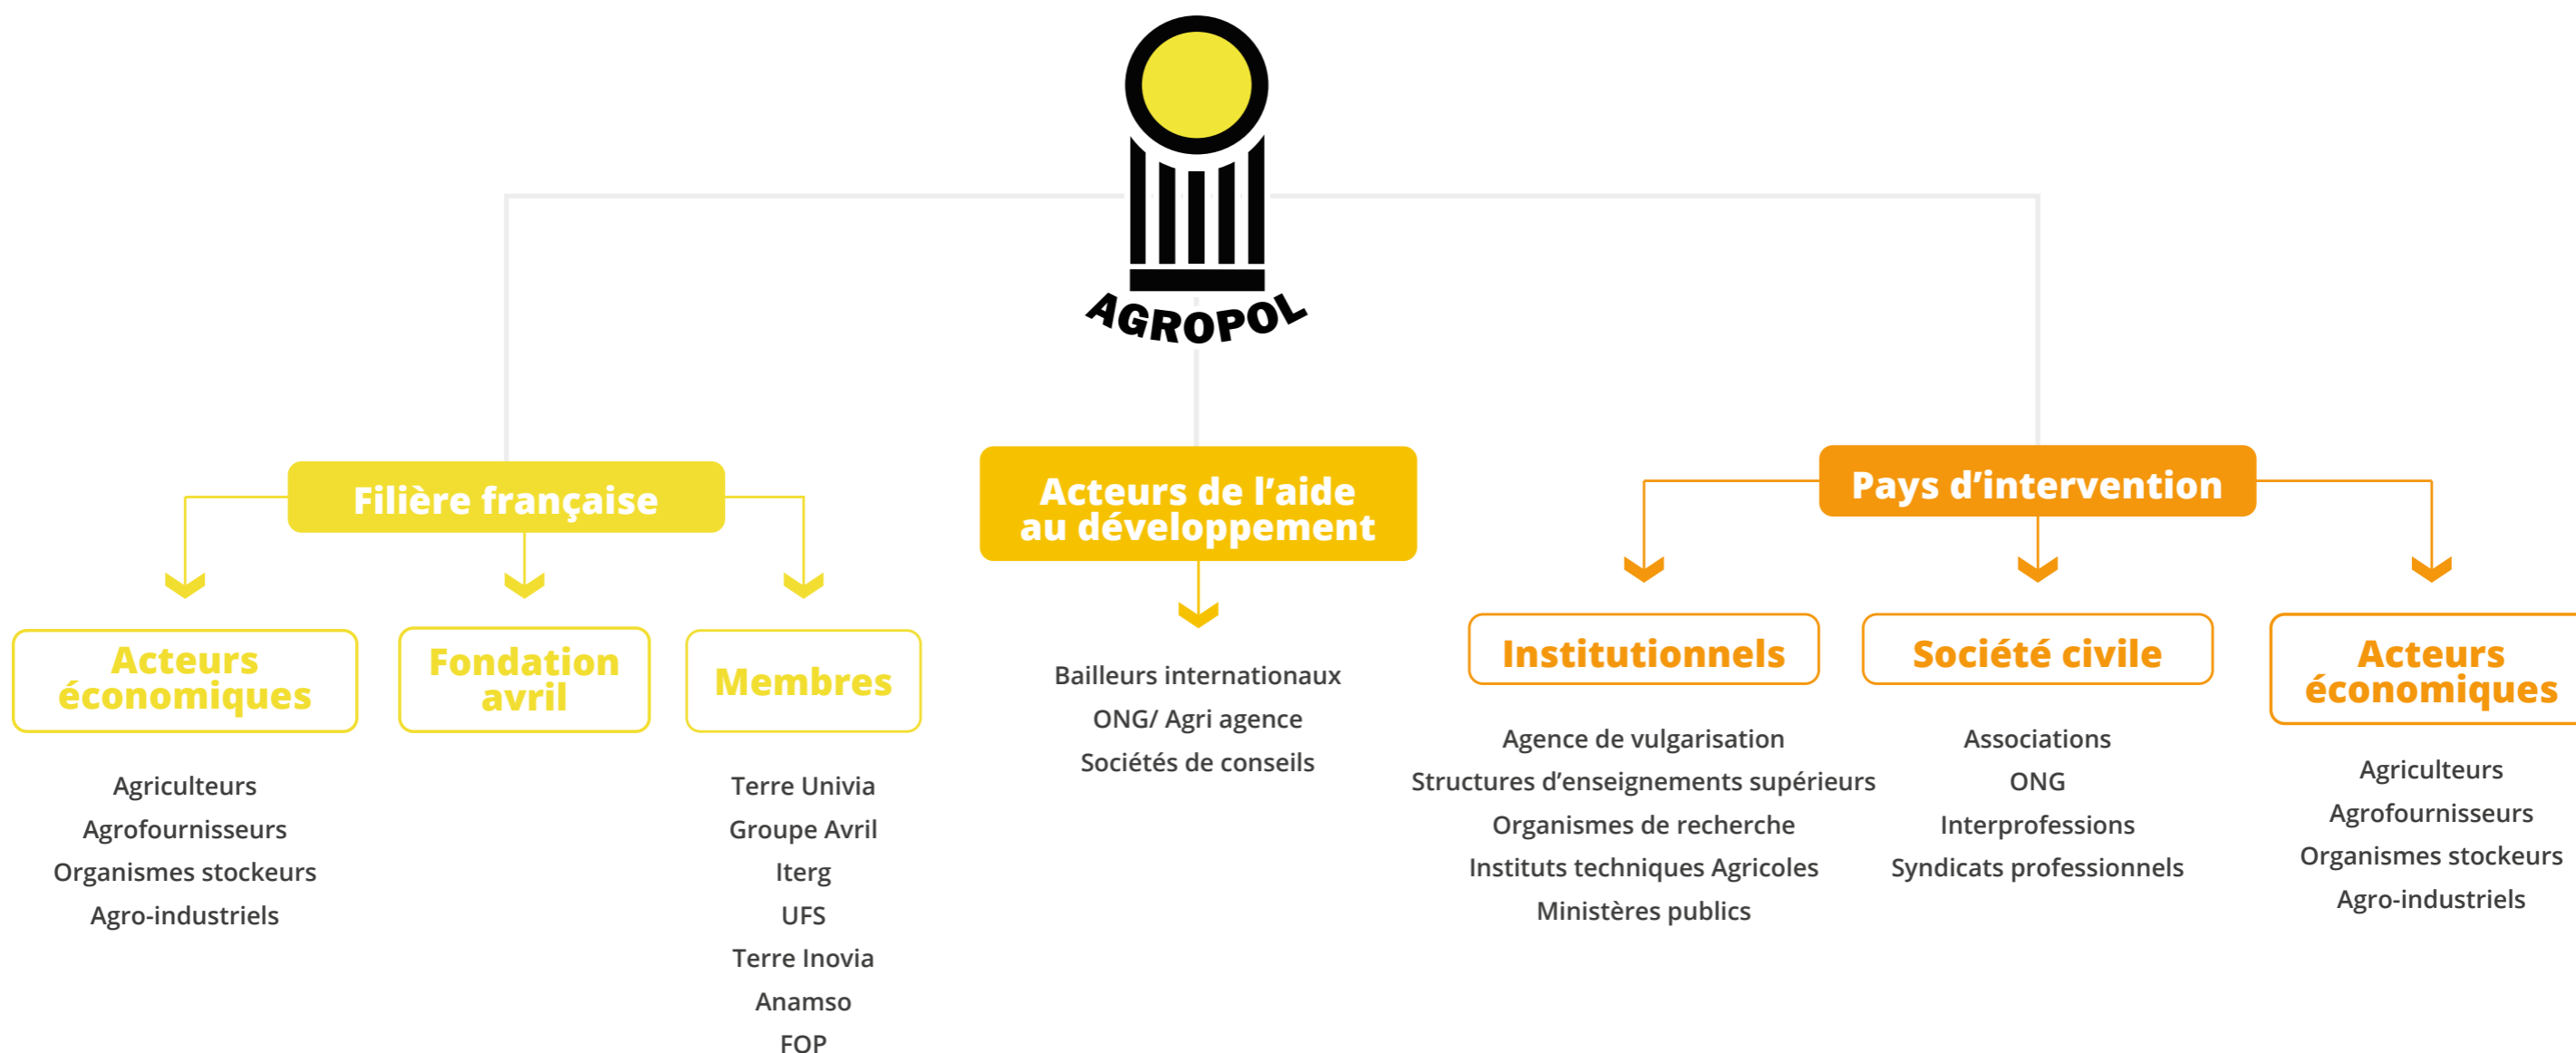 AGROPOL
Filière française
Acteurs
économiques
Agriculteurs
Agrofournisseurs
Organismes stockeurs
Agro-industriels
Fondation
avril
Membres
Terre Univia
Groupe Avril
Iterg
UFS
Terre Inovia
Anamso
FOP
Acteurs de l’aide
au développement
Bailleurs internationaux
ONG/ Agri agence
Sociétés de conseils
Pays d’intervention
Institutionnels
Agence de vulgarisation
Structures d’enseignements supérieurs
Organismes de recherche
Instituts techniques Agricoles
Ministères publics
Société civile
Associations
ONG
Interprofessions
Syndicats professionnels
Acteurs
économiques
Agriculteurs
Agrofournisseurs
Organismes stockeurs
Agro-industriels